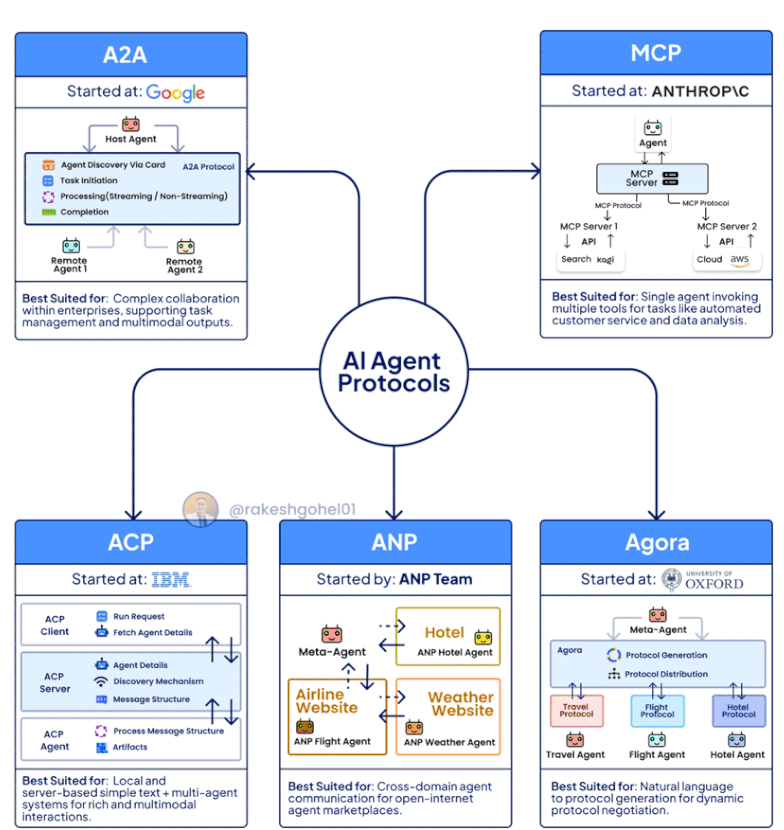 A2A
Started at: Google
Host Agent
Agent Discovery Via Card
A2A Protocol
Task Initiation
Processing(Streaming / Non-Streaming)
Completion
Remote
Agent 1
Remote
Agent 2
Best Suited for: Complex collaboration
within enterprises, supporting task
management and multimodal outputs.
MCP
Started at: ANTHROP\C
Agent
MCP
Server
MCP Protocol
MCP Protocol
MCP Server 1
MCP Server 2
API
API
Search kagi
Cloud aws
Best Suited for: Single agent invoking
multiple tools for tasks like automated
customer service and data analysis.
AI Agent
Protocols
@rakeshgohel01
ACP
Started at: IBM
ACP
Client
Run Request
Fetch Agent Details
ACP
Server
Agent Details
Discovery Mechanism
Message Structure
ACP
Agent
Process Message Structure
Artifacts
Best Suited for: Local and
server-based simple text + multi-agent
systems for rich and multimodal
interactions.
ANP
Started by: ANP Team
Meta-Agent
Hotel
ANP Hotel Agent
Airline
Website
ANP Flight Agent
Weather
Website
ANP Weather Agent
Best Suited for: Cross-domain agent
communication for open-internet
agent marketplaces.
Agora
Started at: UNIVERSITY OF
OXFORD
Meta-Agent
Agora
Protocol Generation
Protocol Distribution
Travel
Protocol
Flight
Protocol
Hotel
Protocol
Travel Agent
Flight Agent
Hotel Agent
Best Suited for: Natural language
to protocol generation for dynamic
protocol negotiation.